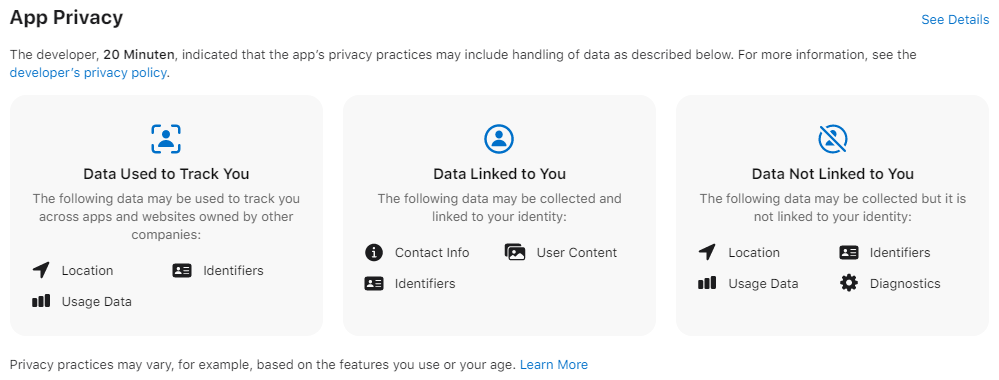 App Privacy
See Details
The developer, 20 Minuten, indicated that the app's privacy practices may include handling of data as described below. For more information, see the
developer's privacy policy.
Data Used to Track You
The following data may be used to track you
across apps and websites owned by other
companies:
Location
Identifiers
Usage Data
Data Linked to You
The following data may be collected and
linked to your identity:
Contact Info
User Content
Identifiers
Data Not Linked to You
The following data may be collected but it is
not linked to your identity:
Location
Identifiers
Usage Data
Diagnostics
Privacy practices may vary, for example, based on the features you use or your age. Learn More